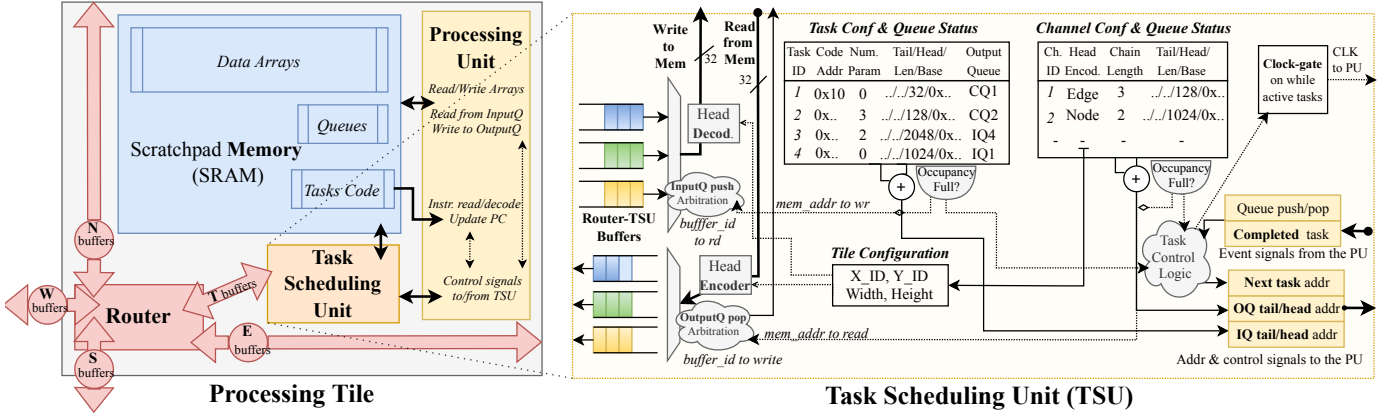 Data Arrays
Queues
Scratchpad Memory
(SRAM)
Tasks Code
Processing
Unit
Read/Write Arrays
Read from InputQ
Write to OutputQ
Instr. read/decode
Update PC
Control signals
to/from TSU
Task
Scheduling
Unit
N
buffers
W
buffers
T buffers
Router
E
buffers
S
buffers
Processing Tile
Write
to
Mem
32
Read
from
Mem
32
Head
Decod.
InputQ push
Arbitration
Router-TSU
Buffers
bufffer_id
to rd
mem_addr to wr
Head
Encoder
OutputQ pop
Arbitration
buffer_id to write
mem_addr to read
Task Conf & Queue Status
Task Code Num. Tail/Head/ Output
ID Addr Param Len/Base Queue
1 0x10 0 ../../32/0x.. CQ1
2 0x.. 3 ../../128/0x.. CQ2
3 0x.. 2 ../../2048/0x.. IQ4
4 0x.. 0 ../../1024/0x.. IQ1
+
Occupancy
Full?
Tile Configuration
X_ID, Y_ID
Width, Height
Channel Conf & Queue Status
Ch. Head Chain Tail/Head/
ID Encod. Length Len/Base
1 Edge 3 ../../128/0x..
2 Node 2 ../../1024/0x..
- - - -
+
Occupancy
Full?
Clock-gate
on while
active tasks
CLK
to PU
Task
Control
Logic
Queue push/pop
Completed task
Event signals from the PU
Next task addr
OQ tail/head addr
IQ tail/head addr
Addr & control signals to the PU
Task Scheduling Unit (TSU)